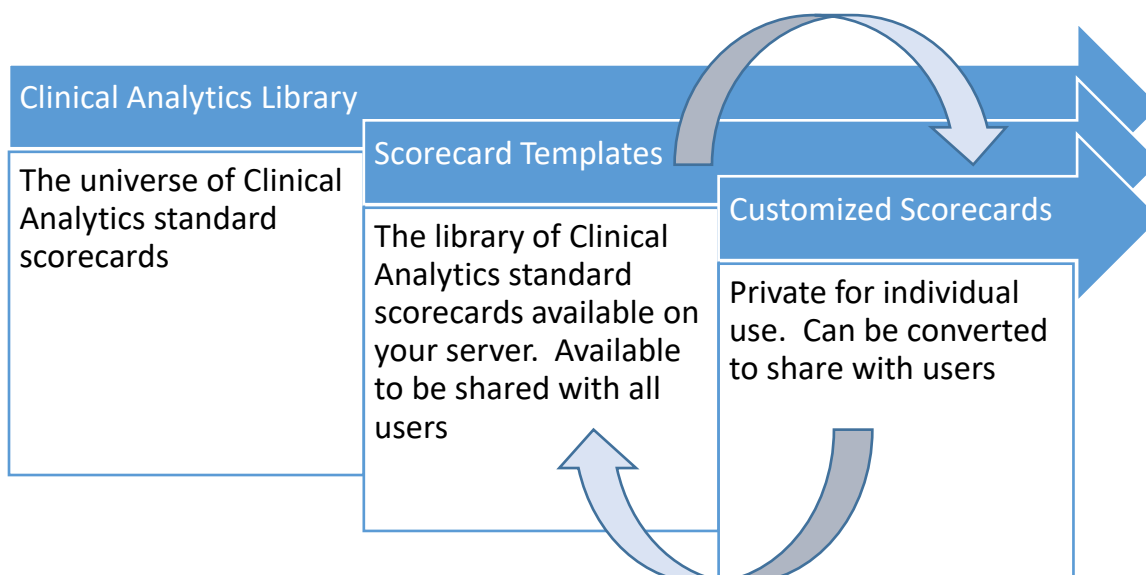 Clinical Analytics Library
The universe of Clinical
Analytics standard
scorecards
Scorecard Templates
The library of Clinical
Analytics standard
scorecards available on
your server.  Available
to be shared with all
users
Customized Scorecards
Private for individual
use.  Can be converted
to share with users